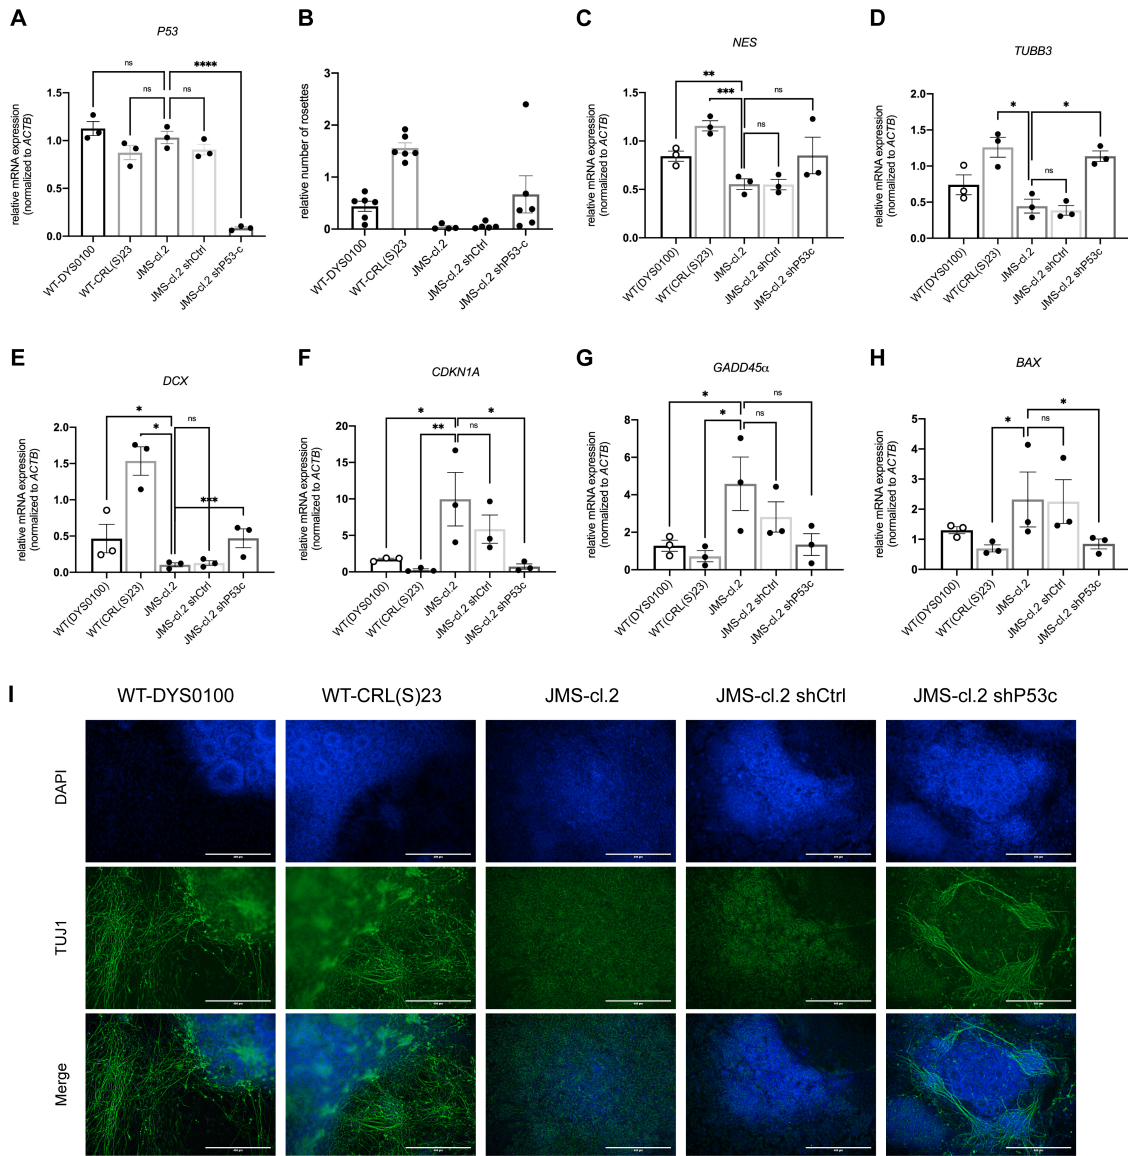 A
P53
relative mRNA expression
(normalized to ACTB)
1.5
1.0
0.5
0.0
ns
ns
ns
****
WT-DYS0100
WT-CRL(S)23
JMS-cl.2
JMS-cl.2 shCtrl
JMS-cl.2 shP53-c
B
relative number of rosettes
3
2
1
0
WT-DYS0100
WT-CRL(S)23
JMS-cl.2
JMS-cl.2 shCtrl
JMS-cl.2 shP53-c
C
NES
relative mRNA expression
(normalized to ACTB)
1.5
1.0
0.5
0.0
**
***
ns
ns
WT(DYS0100)
WT(CRL(S)23)
JMS-cl.2
JMS-cl.2 shCtrl
JMS-cl.2 shP53c
D
TUBB3
relative mRNA expression
(normalized to ACTB)
2.0
1.5
1.0
0.5
0.0
*
*
ns
WT(DYS0100)
WT(CRL(S)23)
JMS-cl.2
JMS-cl.2 shCtrl
JMS-cl.2 shP53c
E
DCX
relative mRNA expression
(normalized to ACTB)
2.0
1.5
1.0
0.5
0.0
*
*
ns
***
WT(DYS0100)
WT(CRL(S)23)
JMS-cl.2
JMS-cl.2 shCtrl
JMS-cl.2 shP53c
F
CDKN1A
relative mRNA expression
(normalized to ACTB)
20
15
10
5
0
*
*
**
ns
WT(DYS0100)
WT(CRL(S)23)
JMS-cl.2
JMS-cl.2 shCtrl
JMS-cl.2 shP53c
G
GADD45α
relative mRNA expression
(normalized to ACTB)
8
6
4
2
0
*
ns
*
ns
WT(DYS0100)
WT(CRL(S)23)
JMS-cl.2
JMS-cl.2 shCtrl
JMS-cl.2 shP53c
H
BAX
relative mRNA expression
(normalized to ACTB)
5
4
3
2
1
0
*
*
ns
WT(DYS0100)
WT(CRL(S)23)
JMS-cl.2
JMS-cl.2 shCtrl
JMS-cl.2 shP53c
I
WT-DYS0100
WT-CRL(S)23
JMS-cl.2
JMS-cl.2 shCtrl
JMS-cl.2 shP53c
DAPI
TUJ1
Merge